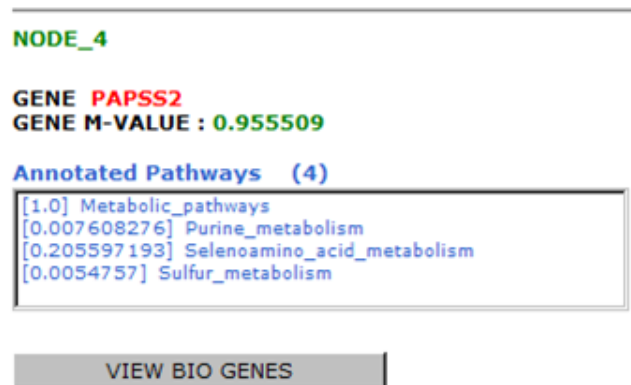 NODE_4
GENE PAPSS2
GENE M-VALUE : 0.955509
Annotated Pathways (4)
[1.0] Metabolic_pathways
[0.007608276] Purine_metabolism
[0.205597193] Selenoamino_acid_metabolism
[0.0054757] Sulfur_metabolism
VIEW BIO GENES